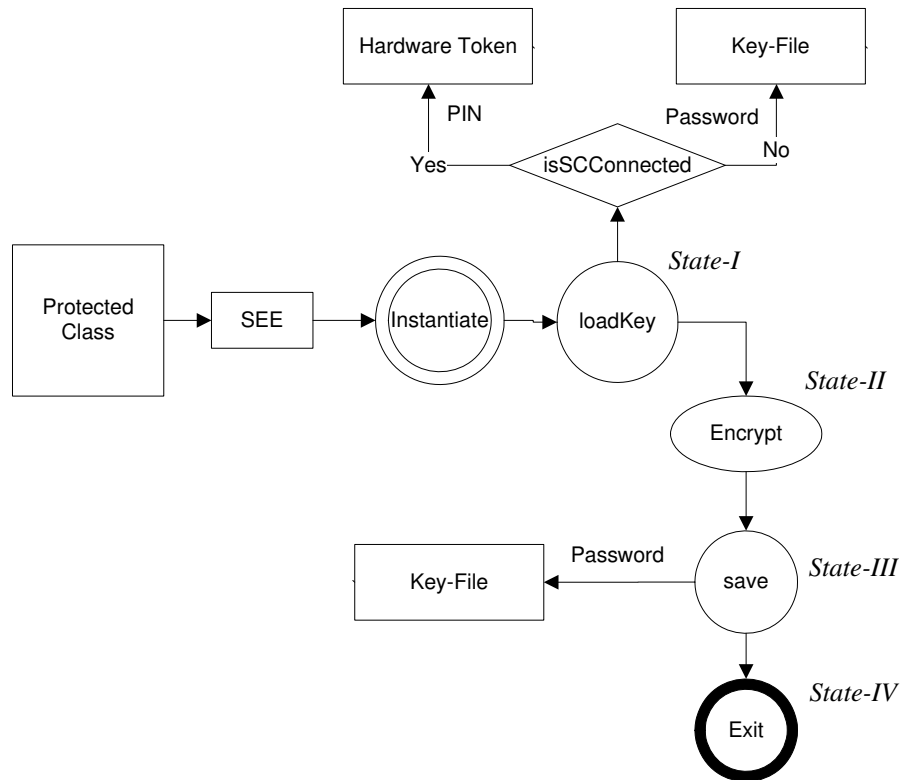 Hardware Token
Key-File
PIN
Password
Yes
isSCConnected
No
State-I
Protected
Class
SEE
Instantiate
loadKey
State-II
Encrypt
Password
Key-File
save
State-III
State-IV
Exit